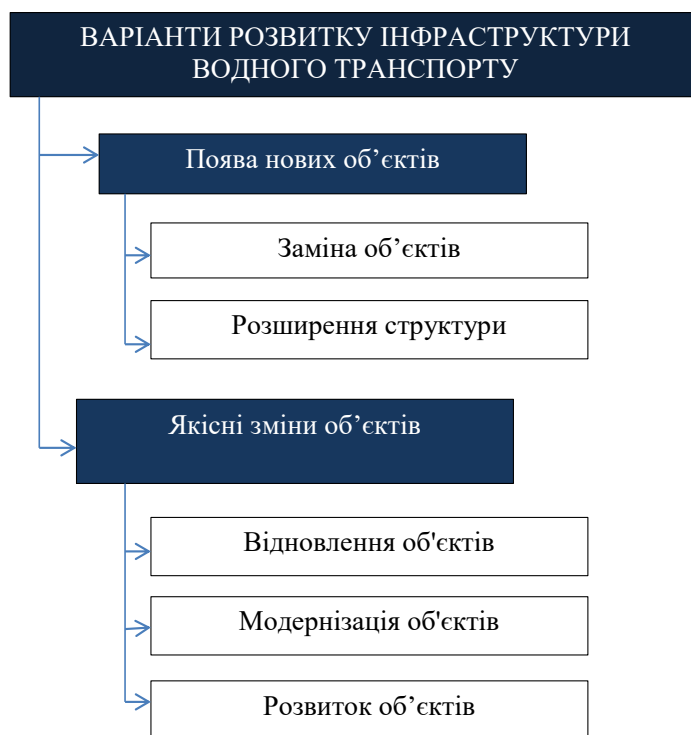 ВАРІАНТИ РОЗВИТКУ ІНФРАСТРУКТУРИ
ВОДНОГО ТРАНСПОРТУ
Поява нових об’єктів
Заміна об’єктів
Розширення структури
Якісні зміни об’єктів
Відновлення об'єктів
Модернізація об'єктів
Розвиток об’єктів